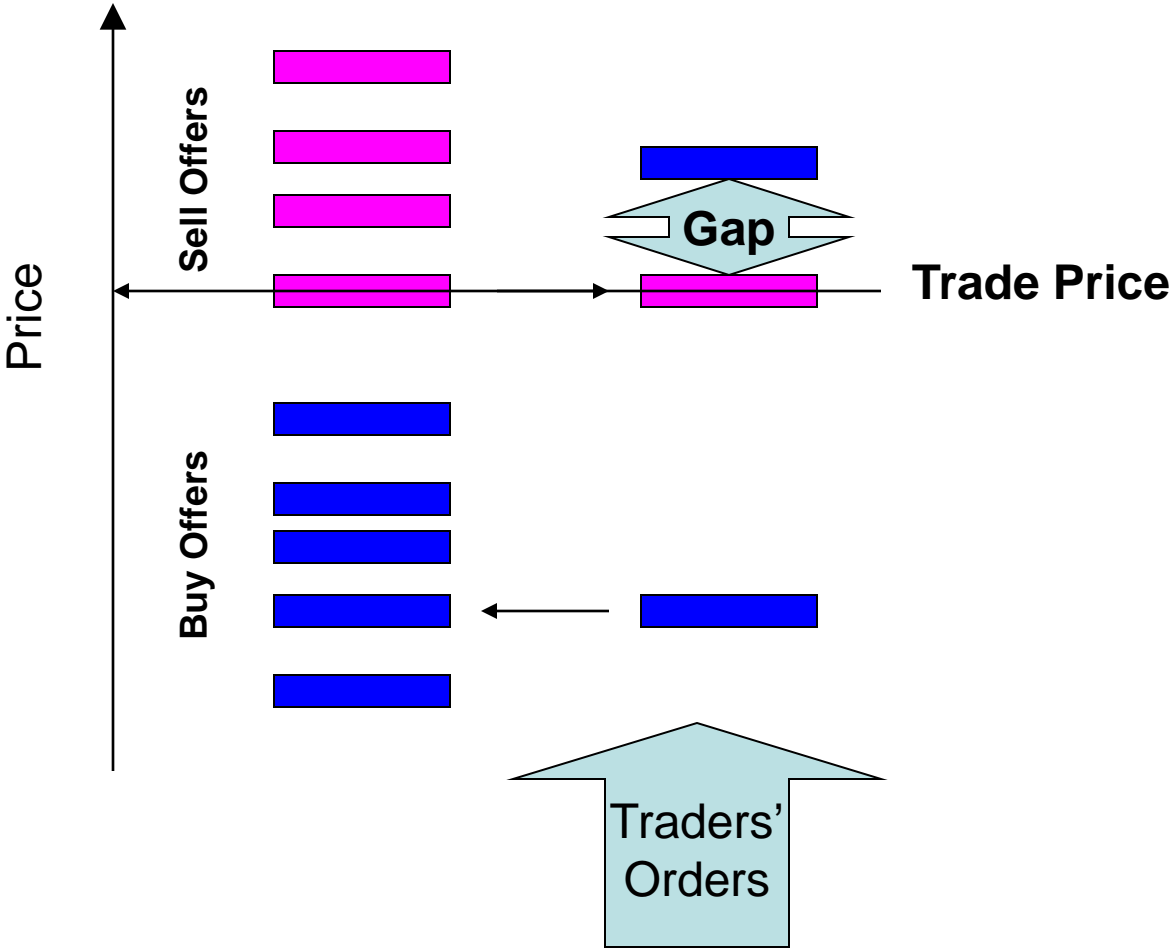 Price
Sell Offers
Buy Offers
Gap
Trade Price
Traders’
Orders